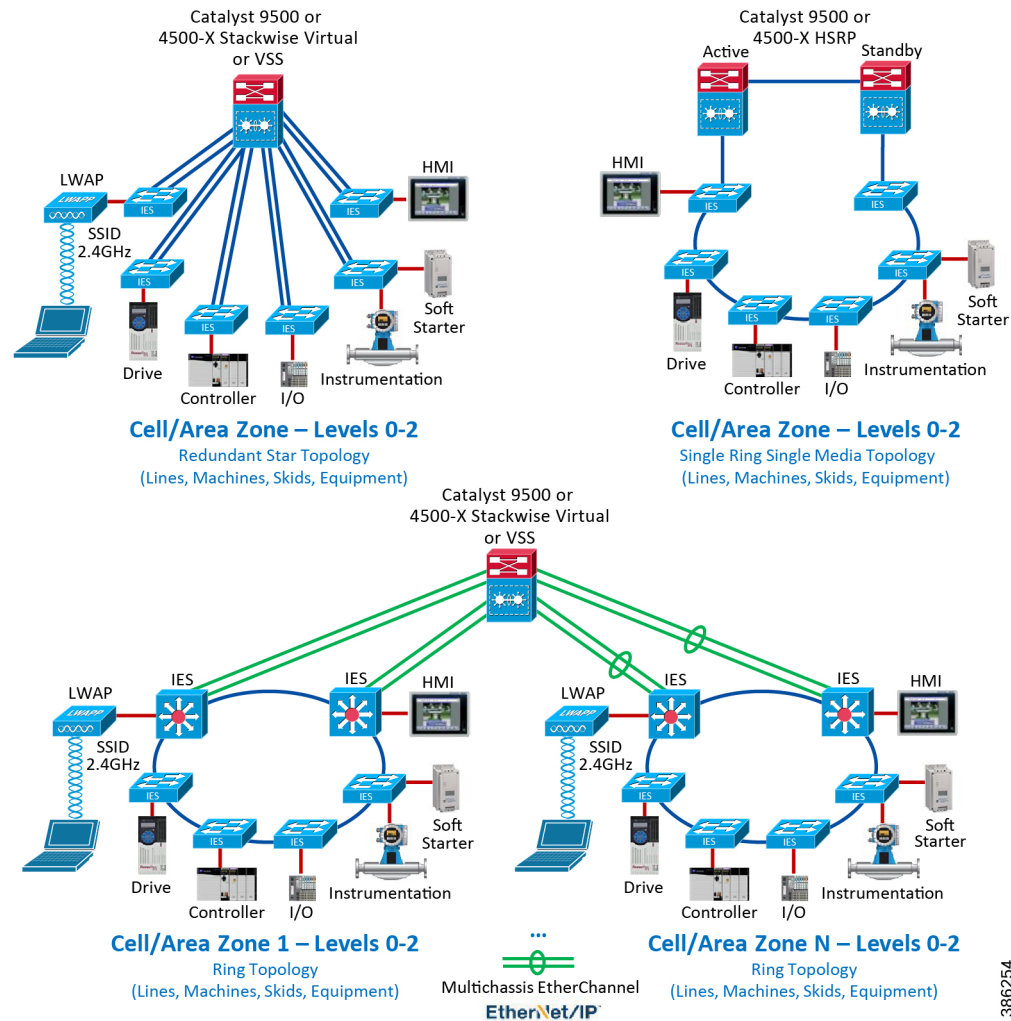 Catalyst 9500 or
4500-X Stackwise Virtual
or VSS
LWAP
LWAPP
SSID
2.4GHz
IES
HMI
IES
IES
IES
IES
IES
Soft
Starter
Drive
Controller
I/O
Instrumentation
Cell/Area Zone – Levels 0-2
Redundant Star Topology
(Lines, Machines, Skids, Equipment)
Catalyst 9500 or
4500-X HSRP
Active
Standby
HMI
IES
IES
IES
IES
IES
IES
Soft
Starter
Drive
Controller
I/O
Instrumentation
Cell/Area Zone – Levels 0-2
Single Ring Single Media Topology
(Lines, Machines, Skids, Equipment)
Catalyst 9500 or
4500-X Stackwise Virtual
or VSS
LWAP
LWAPP
SSID
2.4GHz
IES
IES
HMI
IES
IES
IES
IES
Soft
Starter
Drive
Controller
I/O
Instrumentation
Cell/Area Zone 1 – Levels 0-2
Ring Topology
(Lines, Machines, Skids, Equipment)
LWAP
LWAPP
SSID
2.4GHz
IES
IES
HMI
IES
IES
IES
IES
Soft
Starter
Drive
Controller
I/O
Instrumentation
Cell/Area Zone N – Levels 0-2
Ring Topology
(Lines, Machines, Skids, Equipment)
...
Multichassis EtherChannel
EtherNet/IP
386254